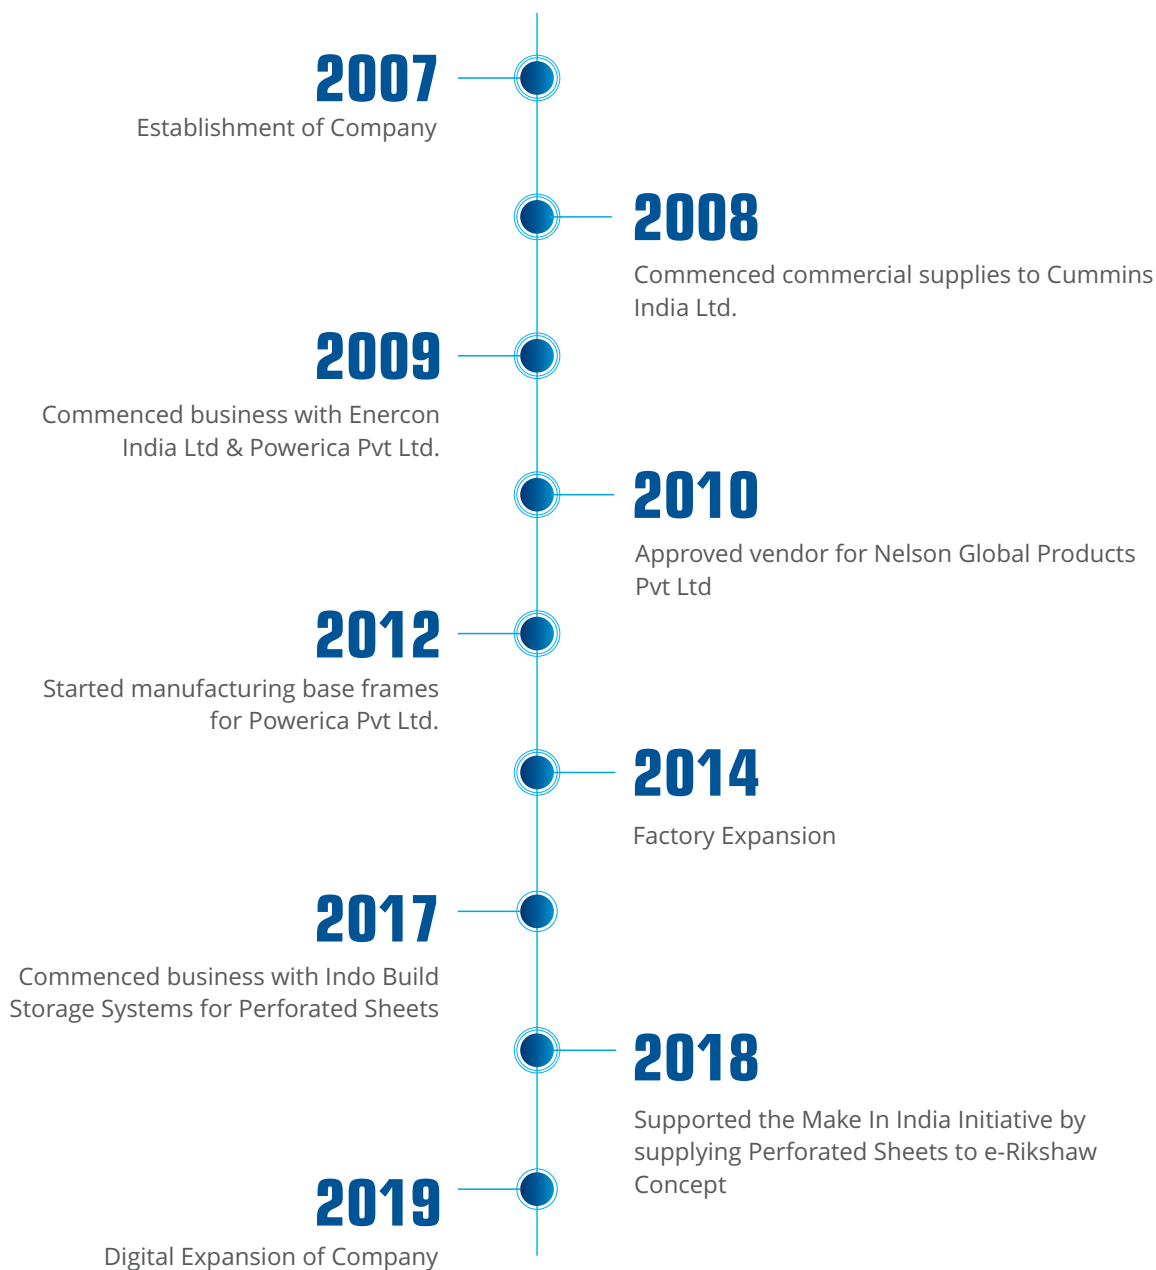 2007
Establishment of Company
2008
Commenced commercial supplies to Cummins
India Ltd.
2009
Commenced business with Enercon
India Ltd & Powerica Pvt Ltd.
2010
Approved vendor for Nelson Global Products
Pvt Ltd
2012
Started manufacturing base frames
for Powerica Pvt Ltd.
2014
Factory Expansion
2017
Commenced business with Indo Build
Storage Systems for Perforated Sheets
2018
Supported the Make In India Initiative by
supplying Perforated Sheets to e-Rikshaw
Concept
2019
Digital Expansion of Company